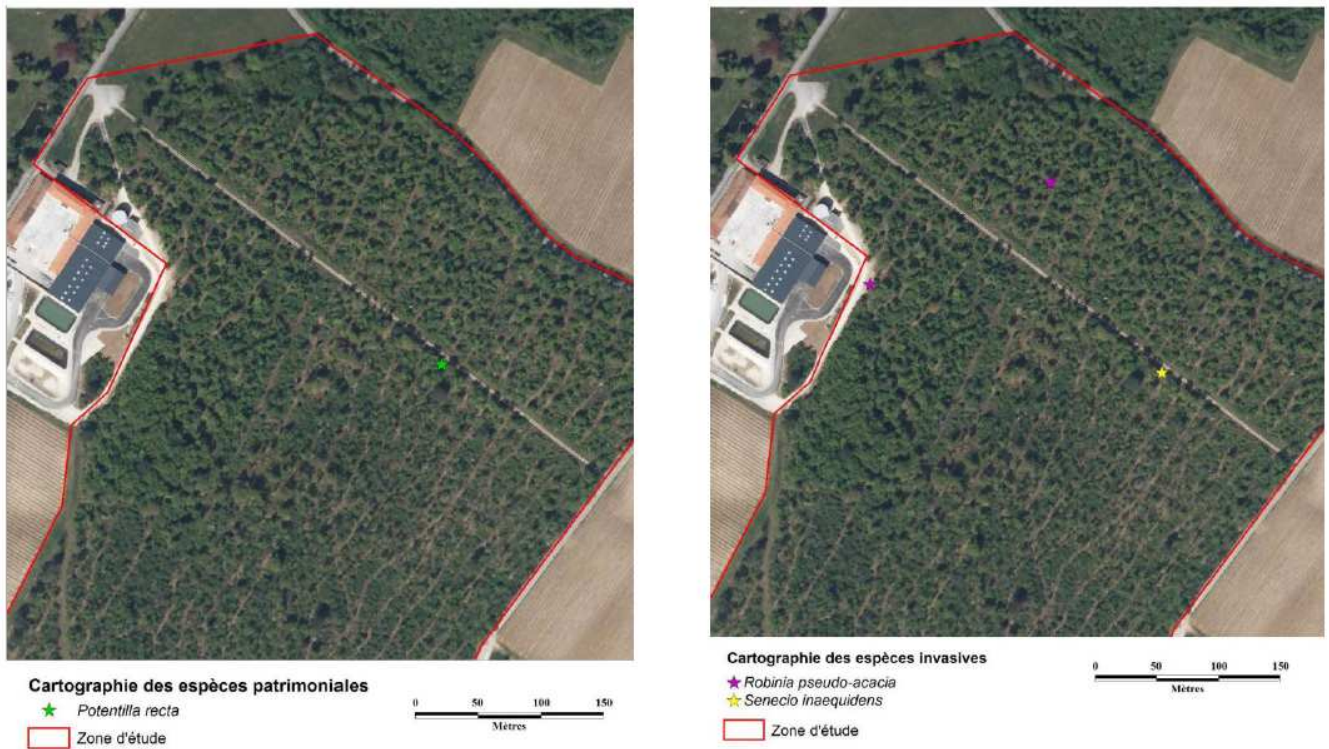 Cartographie des espèces patrimoniales
Potentilla recta
Zone d'étude
0 50 100 150
Mètres
Cartographie des espèces invasives
Robinia pseudo-acacia
Senecio inaequidens
Zone d'étude
0 50 100 150
Mètres